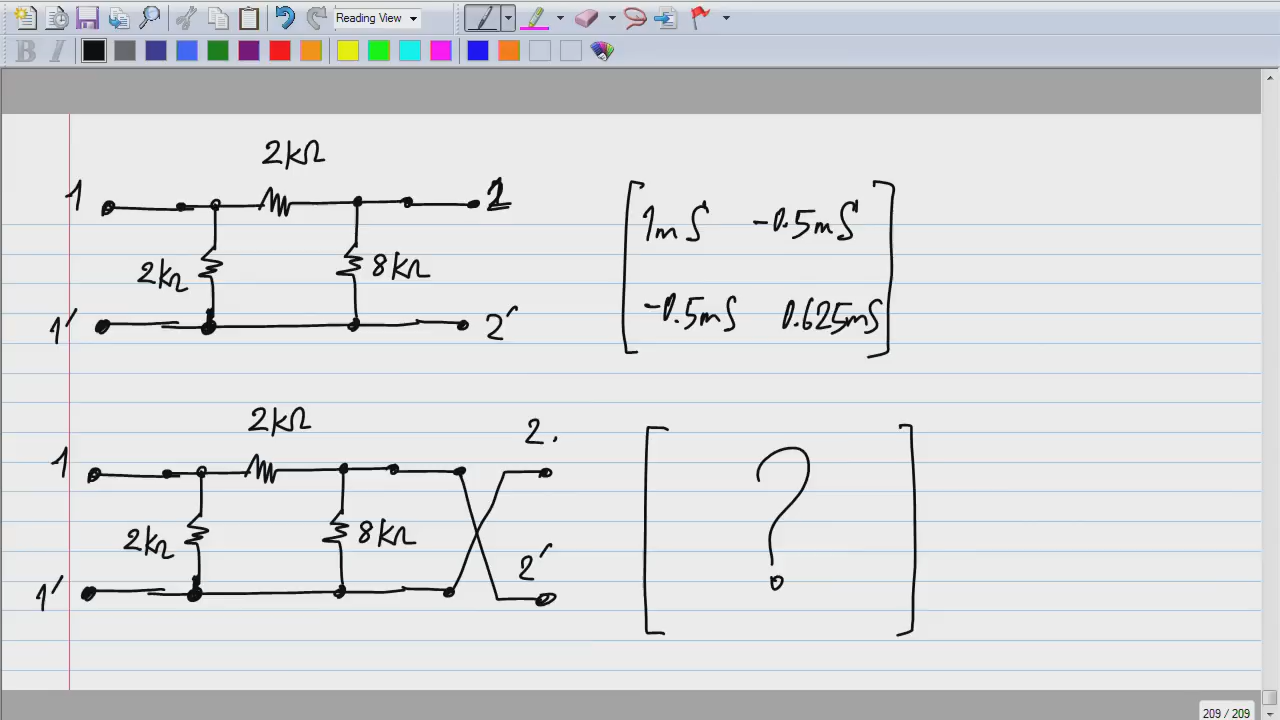 Reading View
B I
2kΩ
1 2
[1mS -0.5mS
2kΩ 8kΩ
1′ 2′
-0.5mS 0.625mS]
2kΩ
2.
1
[?]
2kΩ 8kΩ
2′
1′
209 / 209